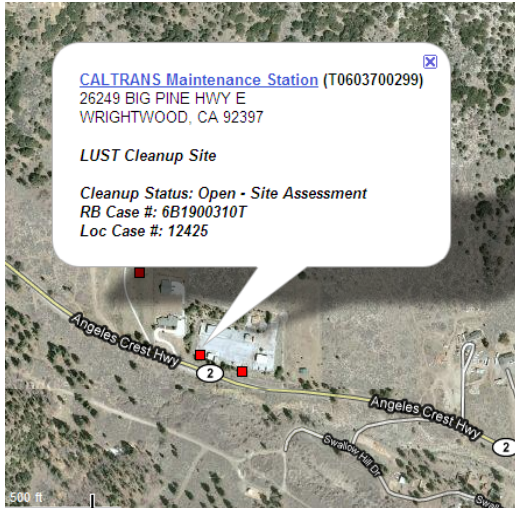 CALTRANS Maintenance Station (T0603700299)
26249 BIG PINE HWY E
WRIGHTWOOD, CA 92397
LUST Cleanup Site
Cleanup Status: Open - Site Assessment
RB Case #: 6B1900310T
Loc Case #: 12425
Angeles Crest Hwy
2
Angeles Crest Hwy
2
Swallow Hill Dr
Swall
500 ft